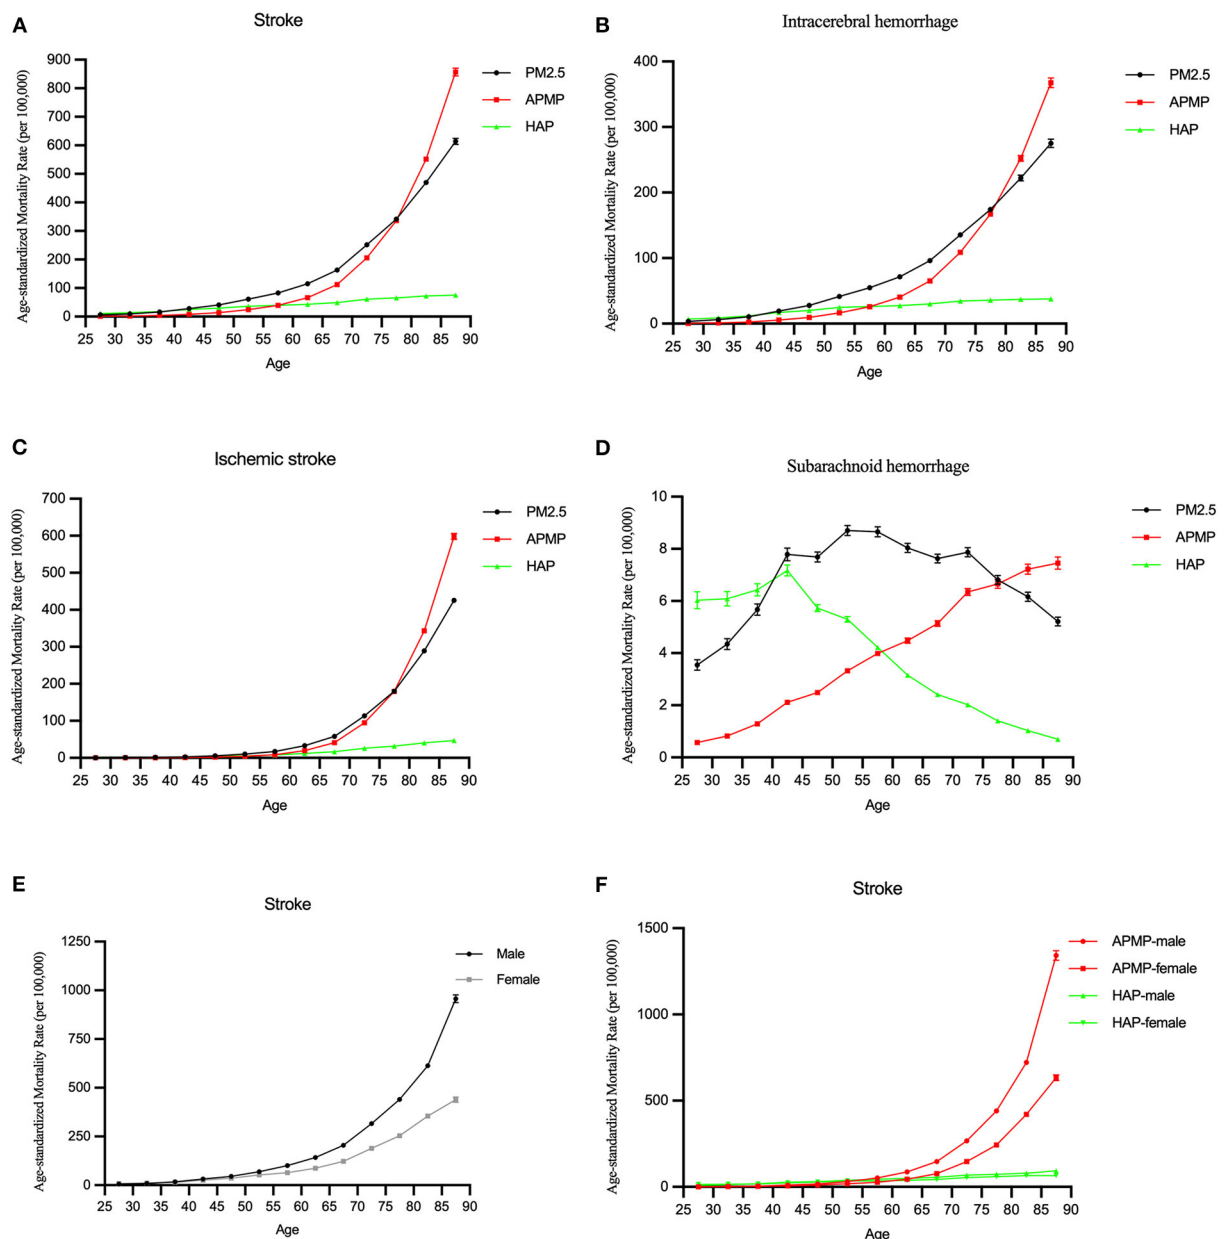 A
Stroke
Age-standardized Mortality Rate (per 100,000)
900
800
700
600
500
400
300
200
100
0
25 30 35 40 45 50 55 60 65 70 75 80 85 90
Age
PM2.5
APMP
HAP
B
Intracerebral hemorrhage
Age-standardized Mortality Rate (per 100,000)
400
300
200
100
0
25 30 35 40 45 50 55 60 65 70 75 80 85 90
Age
PM2.5
APMP
HAP
C
Ischemic stroke
Age-standardized Mortality Rate (per 100,000)
700
600
500
400
300
200
100
0
25 30 35 40 45 50 55 60 65 70 75 80 85 90
Age
PM2.5
APMP
HAP
D
Subarachnoid hemorrhage
Age-standardized Mortality Rate (per 100,000)
10
8
6
4
2
0
25 30 35 40 45 50 55 60 65 70 75 80 85 90
Age
PM2.5
APMP
HAP
E
Stroke
Age-standardized Mortality Rate (per 100,000)
1250
1000
750
500
250
0
25 30 35 40 45 50 55 60 65 70 75 80 85 90
Age
Male
Female
F
Stroke
Age-standardized Mortality Rate (per 100,000)
1500
1000
500
0
25 30 35 40 45 50 55 60 65 70 75 80 85 90
Age
APMP-male
APMP-female
HAP-male
HAP-female